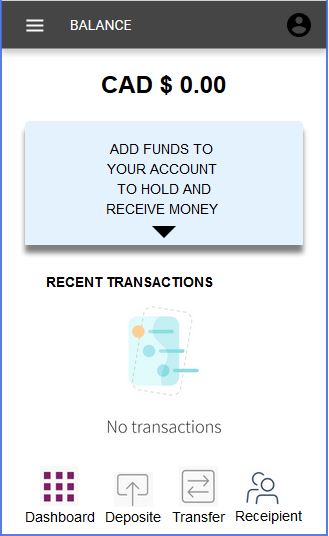 BALANCE
CAD $ 0.00
ADD FUNDS TO
YOUR ACCOUNT
TO HOLD AND
RECEIVE MONEY
RECENT TRANSACTIONS
No transactions
Dashboard Deposite Transfer Receipient